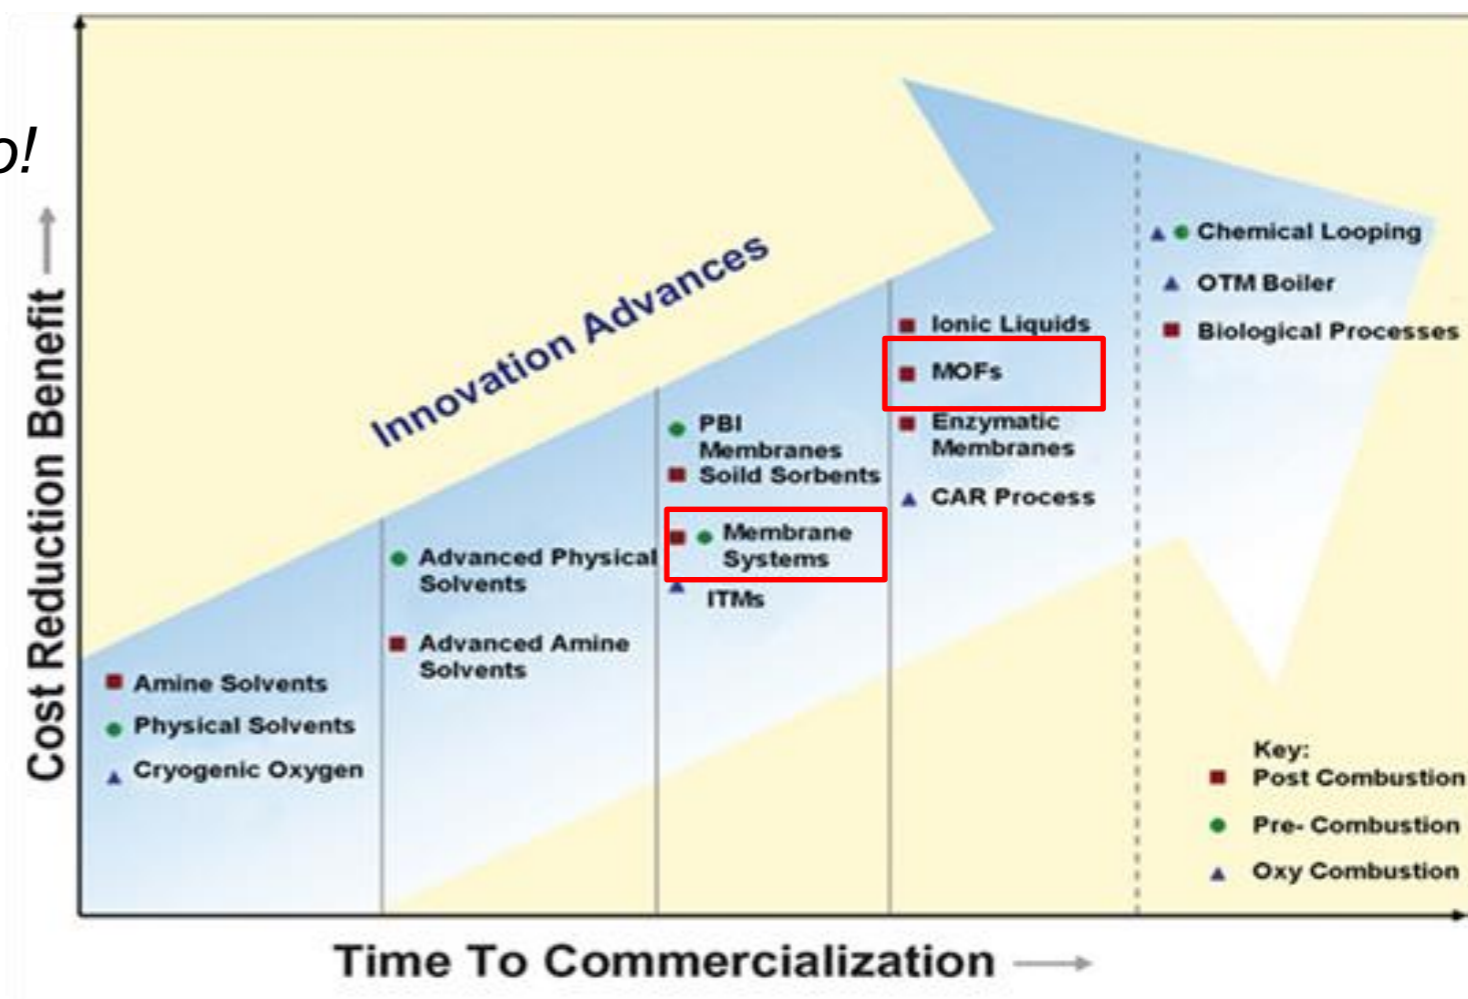 o!
Cost Reduction Benefit
Innovation Advances
Amine Solvents
Physical Solvents
Cryogenic Oxygen
Advanced Physical
Solvents
Advanced Amine
Solvents
PBI
Membranes
Soild Sorbents
Membrane
Systems
ITMs
Ionic Liquids
MOFs
Enzymatic
Membranes
CAR Process
Chemical Looping
OTM Boiler
Biological Processes
Key:
Post Combustion
Pre- Combustion
Oxy Combustion
Time To Commercialization